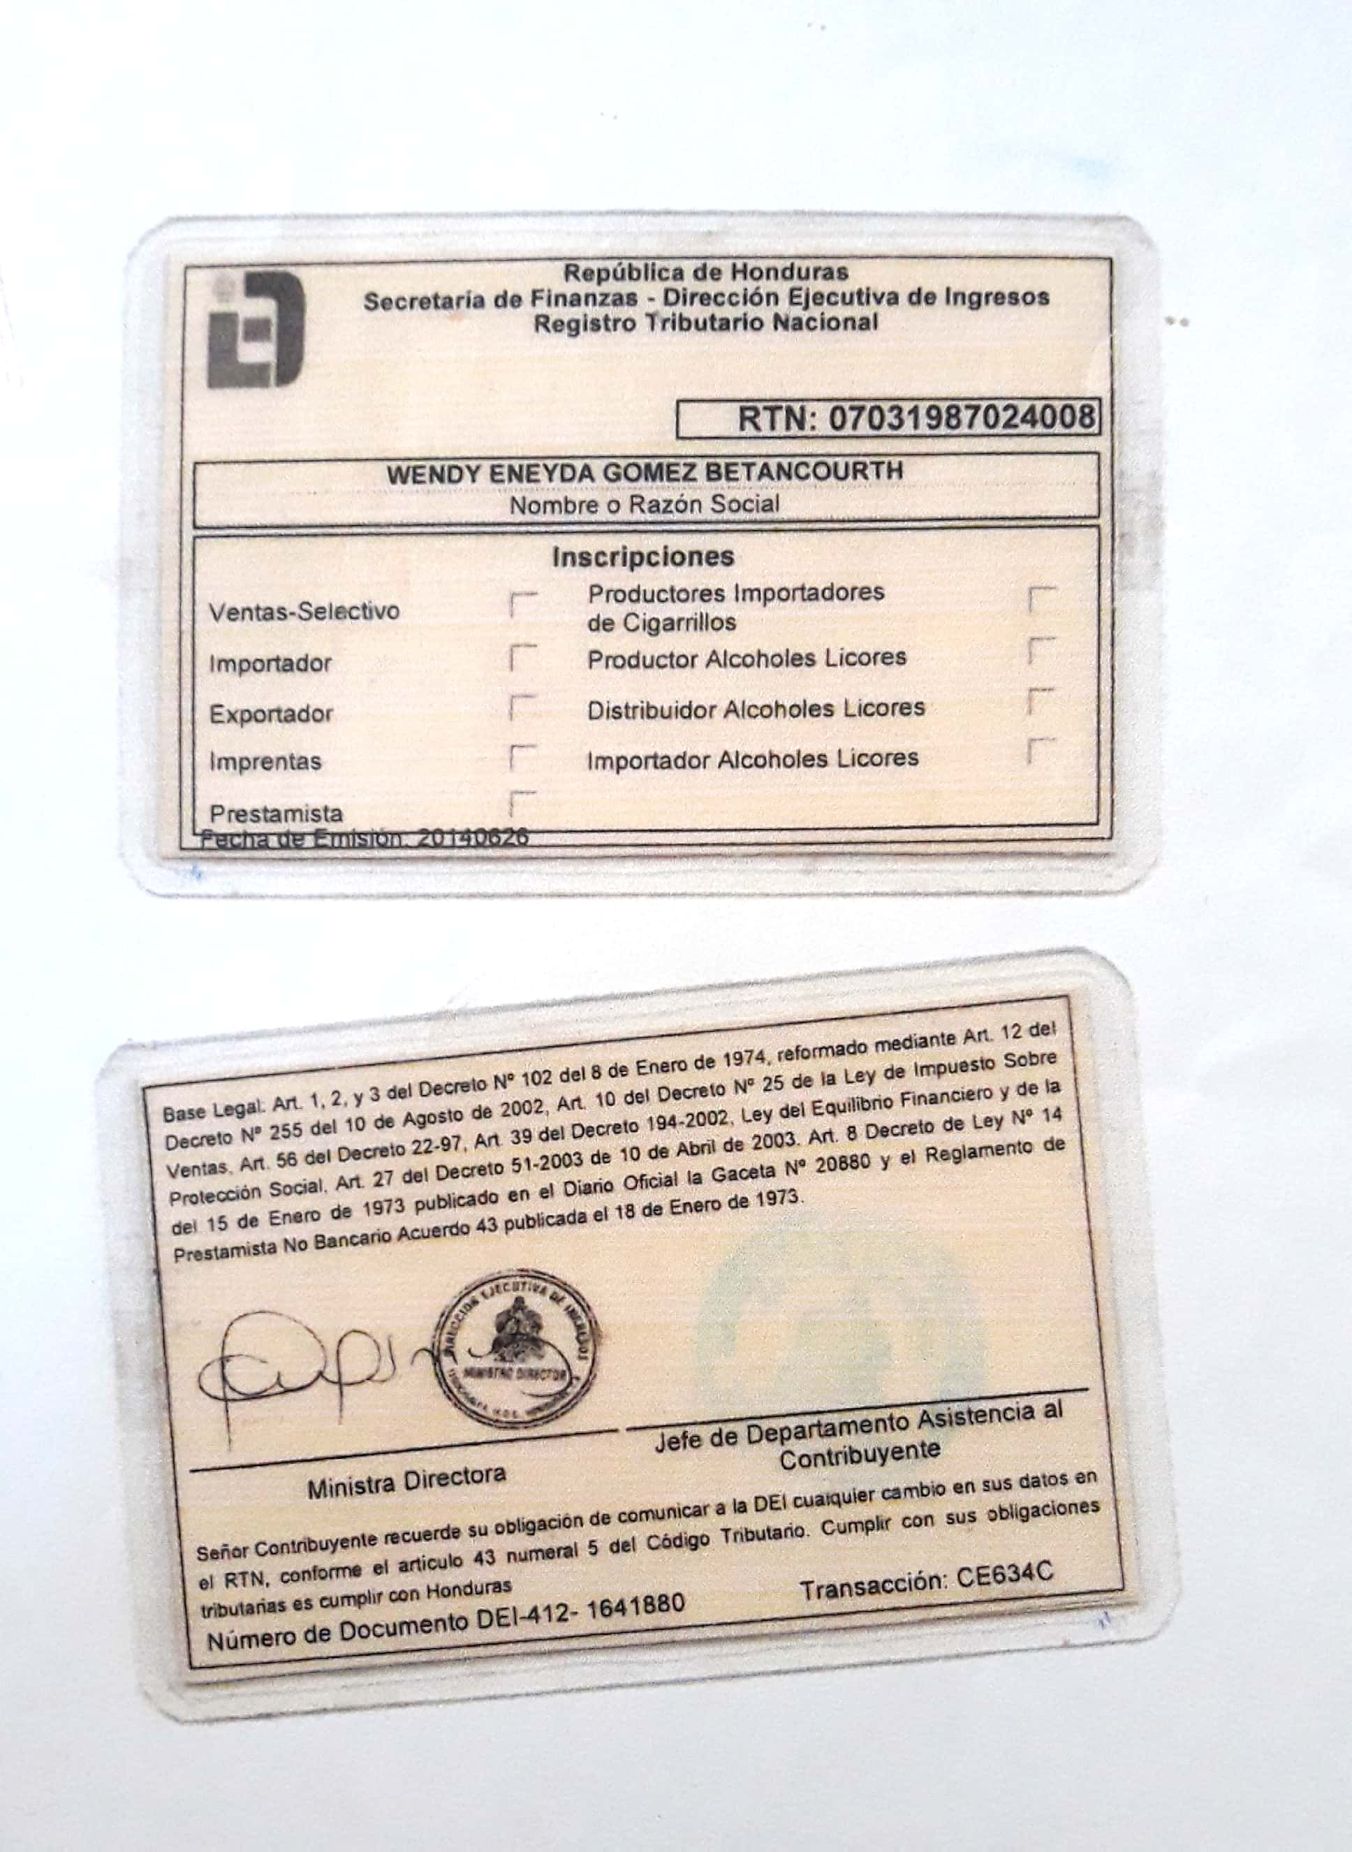 República de Honduras
Secretaría de Finanzas - Dirección Ejecutiva de Ingresos
Registro Tributario Nacional
RTN: 07031987024008
WENDY ENEYDA GOMEZ BETANCOURTH
Nombre o Razón Social
Inscripciones
Ventas-Selectivo
Productores Importadores
de Cigarrillos
Importador
Productor Alcoholes Licores
Exportador
Distribuidor Alcoholes Licores
Imprentas
Importador Alcoholes Licores
Prestamista
Fecha de Emisión: 20140626
Base Legal: Art. 1, 2, y 3 del Decreto Nº 102 del 8 de Enero de 1974, reformado mediante Art. 12 del
Decreto Nº 255 del 10 de Agosto de 2002, Art. 10 del Decreto Nº 25 de la Ley de Impuesto Sobre
Ventas, Art. 56 del Decreto 22-97, Art. 39 del Decreto 194-2002, Ley del Equilibrio Financiero y de la
Protección Social, Art. 27 del Decreto 51-2003 de 10 de Abril de 2003. Art. 8 Decreto de Ley Nº 14
del 15 de Enero de 1973 publicado en el Diario Oficial la Gaceta Nº 20880 y el Reglamento de
Prestamista No Bancario Acuerdo 43 publicada el 18 de Enero de 1973.
DIRECCION EJECUTIVA DE INGRESOS
MINISTRO DIRECTOR
Ministra Directora
Jefe de Departamento Asistencia al
Contribuyente
Señor Contribuyente recuerde su obligación de comunicar a la DEI cualquier cambio en sus datos en
el RTN, conforme el articulo 43 numeral 5 del Código Tributario. Cumplir con sus obligaciones
tributarias es cumplir con Honduras
Número de Documento DEI-412- 1641880
Transacción: CE634C